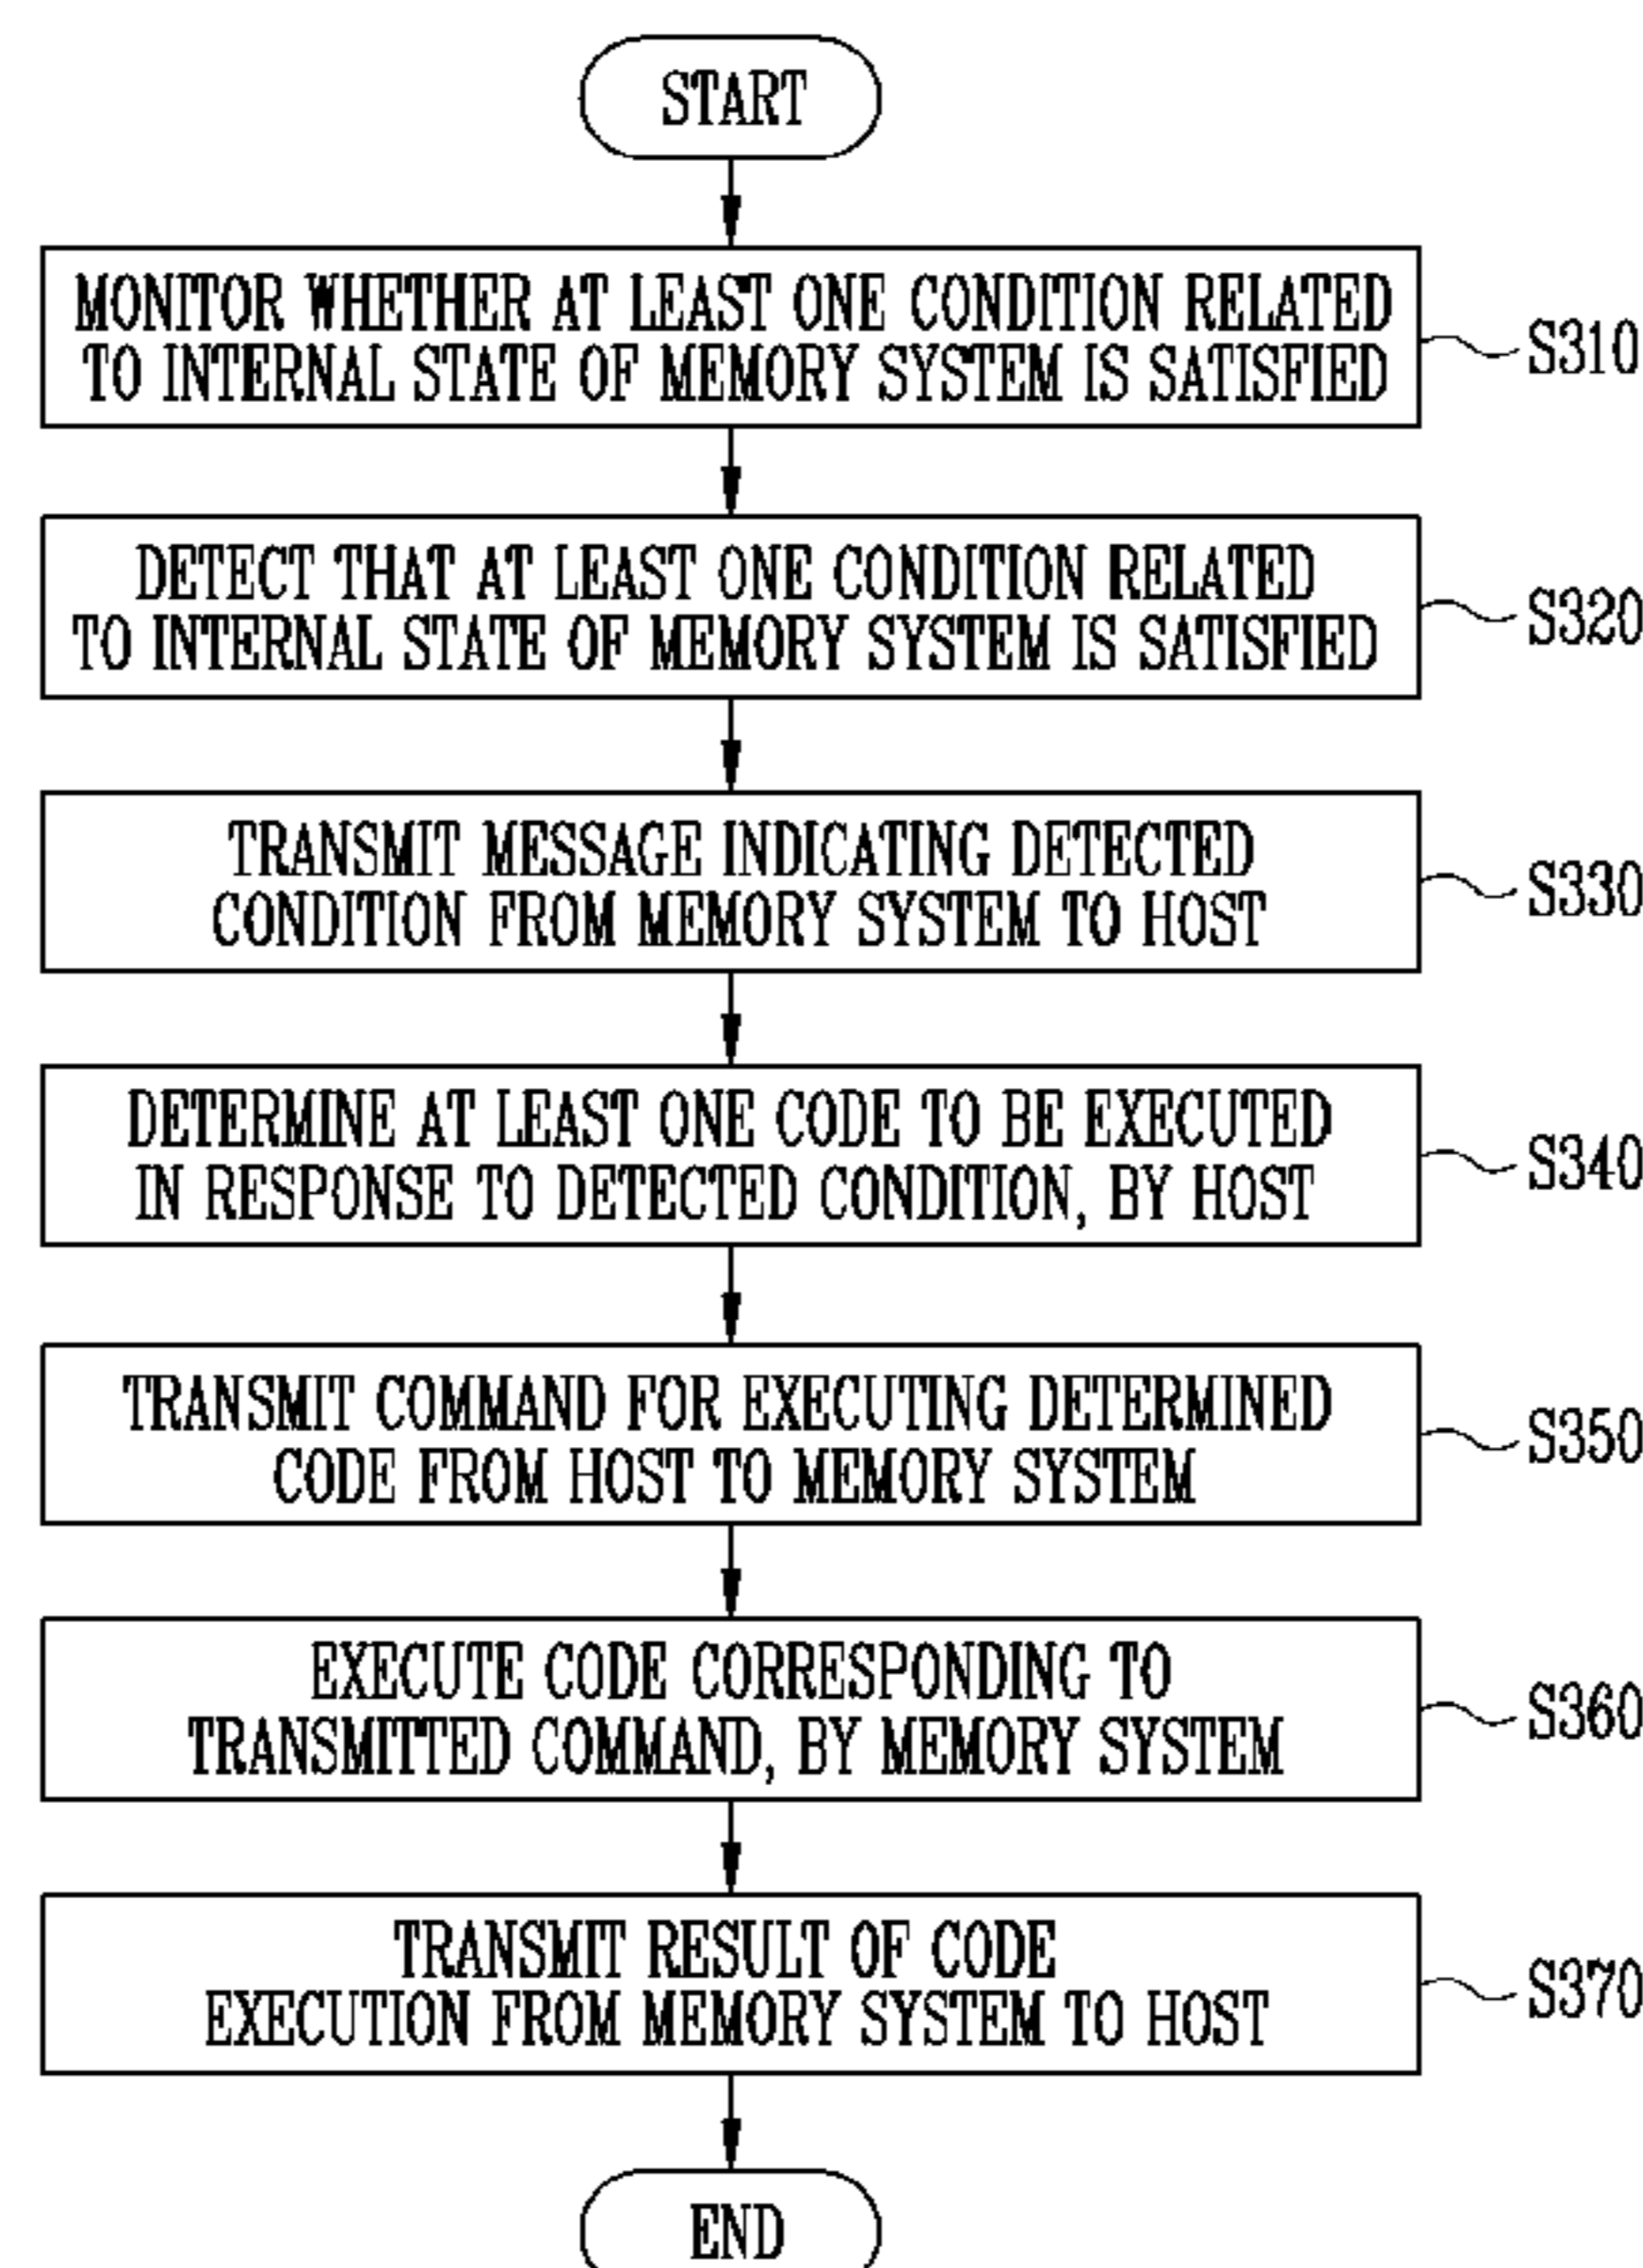 START
MONITOR WHETHER AT LEAST ONE CONDITION RELATED
TO INTERNAL STATE OF MEMORY SYSTEM IS SATISFIED
S310
DETECT THAT AT LEAST ONE CONDITION RELATED
TO INTERNAL STATE OF MEMORY SYSTEM IS SATISFIED
S320
TRANSMIT MESSAGE INDICATING DETECTED
CONDITION FROM MEMORY SYSTEM TO HOST
S330
DETERMINE AT LEAST ONE CODE TO BE EXECUTED
IN RESPONSE TO DETECTED CONDITION, BY HOST
S340
TRANSMIT COMMAND FOR EXECUTING DETERMINED
CODE FROM HOST TO MEMORY SYSTEM
S350
EXECUTE CODE CORRESPONDING TO
TRANSMITTED COMMAND, BY MEMORY SYSTEM
S360
TRANSMIT RESULT OF CODE
EXECUTION FROM MEMORY SYSTEM TO HOST
S370
END